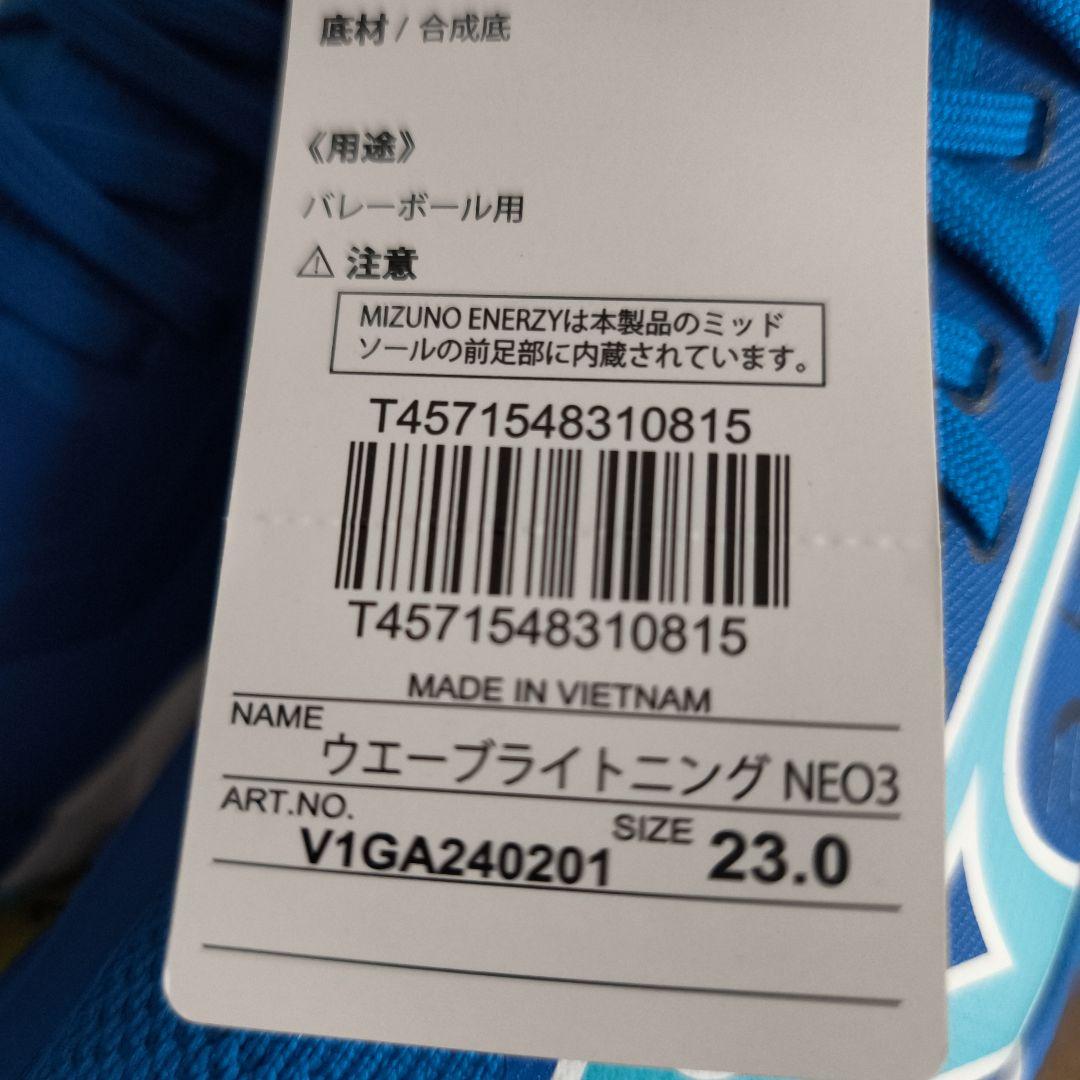 底材 / 合成底
《用途》
バレーボール用
⚠ 注意
MIZUNO ENERZYは本製品のミッド
ソールの前足部に内蔵されています。
T4571548310815
T4571548310815
MADE IN VIETNAM
NAME
ウエーブライトニング NEO3
ART.NO.
V1GA240201
SIZE 23.0